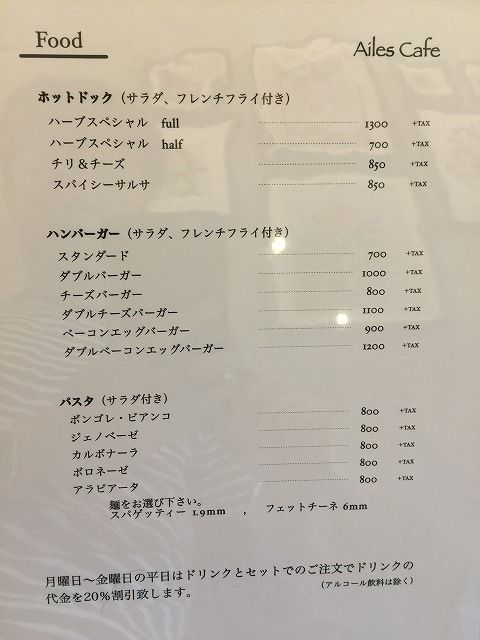 Food
Ailes Cafe
ホットドック（サラダ、フレンチフライ付き）
ハーブスペシャル full 1300 +TAX
ハーブスペシャル half 700 +TAX
チリ＆チーズ 850 +TAX
スパイシーサルサ 850 +TAX
ハンバーガー（サラダ、フレンチフライ付き）
スタンダード 700 +TAX
ダブルバーガー 1000 +TAX
チーズバーガー 800 +TAX
ダブルチーズバーガー 1100 +TAX
ベーコンエッグバーガー 900 +TAX
ダブルベーコンエッグバーガー 1200 +TAX
パスタ（サラダ付き）
ボンゴレ・ビアンコ 800 +TAX
ジェノベーゼ 800 +TAX
カルボナーラ 800 +TAX
ボロネーゼ 800 +TAX
アラビアータ 800 +TAX
麺をお選び下さい。
スパゲッティー 1.9mm ， フェットチーネ 6mm
月曜日～金曜日の平日はドリンクとセットでのご注文でドリンクの
代金を20％割引致します。
（アルコール飲料は除く）